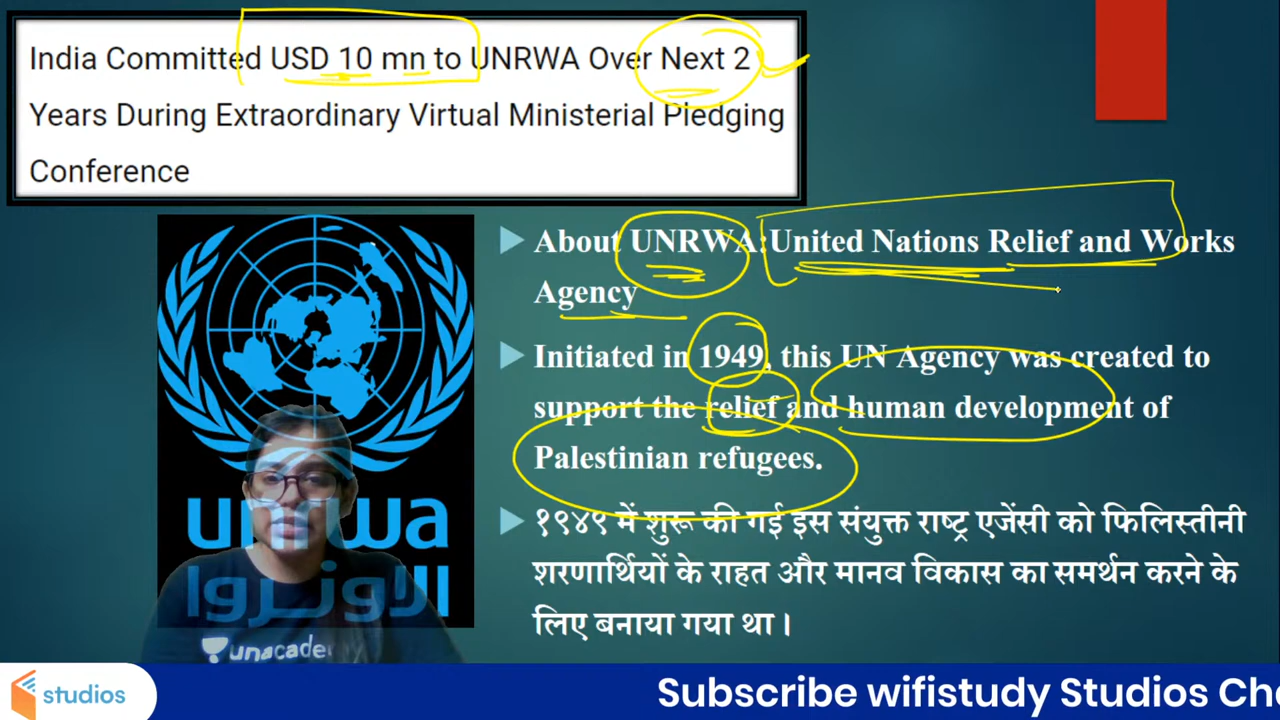 India Committed USD 10 mn to UNRWA Over Next 2
Years During Extraordinary Virtual Ministerial Pledging
Conference
About UNRWA:United Nations Relief and Works
Agency
Initiated in 1949, this UN Agency was created to
support the relief and human development of
Palestinian refugees.
१९४९ में शुरू की गई इस संयुक्त राष्ट्र एजेंसी को फिलिस्तीनी
शरणार्थियों के राहत और मानव विकास का समर्थन करने के
लिए बनाया गया था।
unrwa
الاونروا
unacademy
studios
Subscribe wifistudy Studios Cha